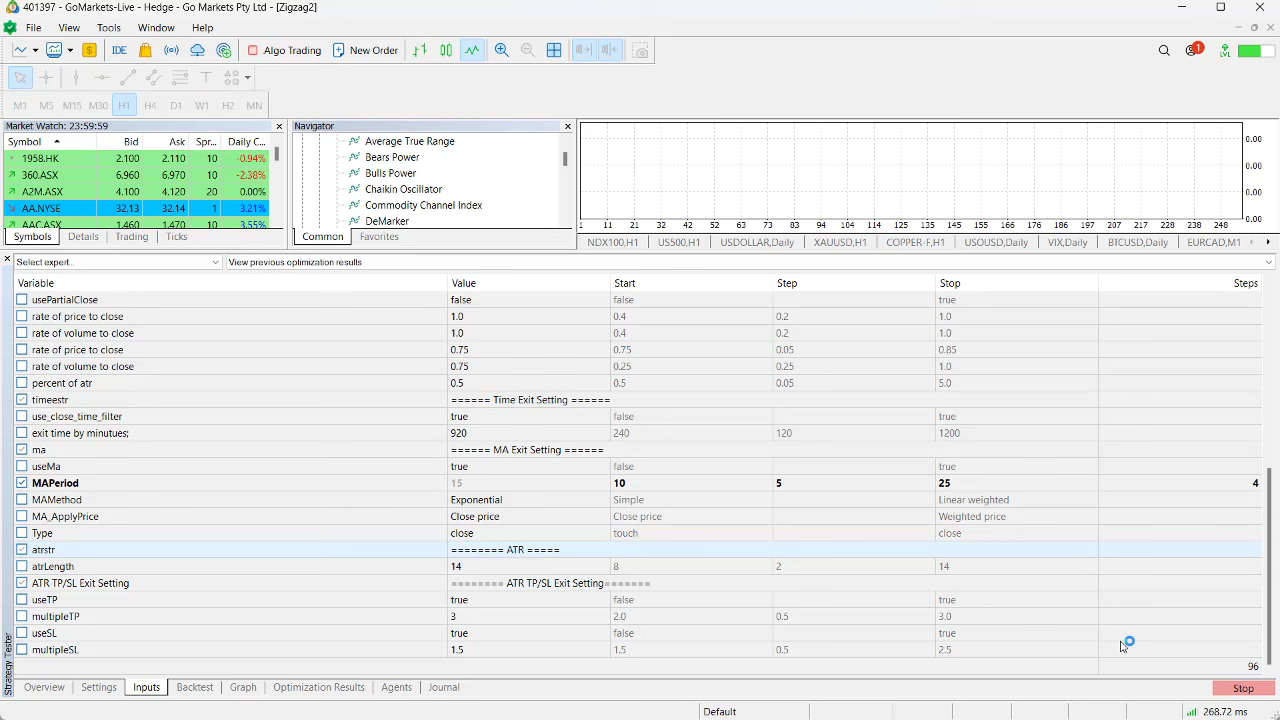 401397 - GoMarkets-Live - Hedge - Go Markets Pty Ltd - [Zigzag2]
File View Tools Window Help
IDE Algo Trading New Order 1 LVL
M1 M5 M15 M30 H1 H4 D1 W1 H2 MN
Market Watch: 23:59:59
Symbol Bid Ask Spr... Daily C...
1958.HK 2.100 2.110 10 -0.94%
360.ASX 6.960 6.970 10 -2.38%
A2M.ASX 4.100 4.120 20 0.00%
AA.NYSE 32.13 32.14 1 3.21%
AAC.ASX 1.460 1.470 10 3.55%
Symbols Details Trading Ticks
Navigator
Average True Range
Bears Power
Bulls Power
Chaikin Oscillator
Commodity Channel Index
DeMarker
Common Favorites
0.00
0.00
0.00
1 11 21 32 42 52 63 73 83 94 104 114 125 135 145 156 166 176 187 197 207 218 228 238 248
NDX100,H1 US500,H1 USDOLLAR,Daily XAUUSD,H1 COPPER-F,H1 USOUSD,Daily VIX,Daily BTCUSD,Daily EURCAD,M1
Select expert... View previous optimization results
Variable Value Start Step Stop Steps
usePartialClose false false true
rate of price to close 1.0 0.4 0.2 1.0
rate of volume to close 1.0 0.4 0.2 1.0
rate of price to close 0.75 0.75 0.05 0.85
rate of volume to close 0.75 0.25 0.25 1.0
percent of atr 0.5 0.5 0.05 5.0
timeestr ====== Time Exit Setting ======
use_close_time_filter true false true
exit time by minutues; 920 240 120 1200
ma ====== MA Exit Setting ======
useMa true false true
MAPeriod 15 10 5 25 4
MAMethod Exponential Simple Linear weighted
MA_ApplyPrice Close price Close price Weighted price
Type close touch close
atrstr ======== ATR =====
atrLength 14 8 2 14
ATR TP/SL Exit Setting ======== ATR TP/SL Exit Setting=======
useTP true false true
multipleTP 3 2.0 0.5 3.0
useSL true false true
multipleSL 1.5 1.5 0.5 2.5
96
Strategy Tester
Overview Settings Inputs Backtest Graph Optimization Results Agents Journal Stop
Default 268.72 ms